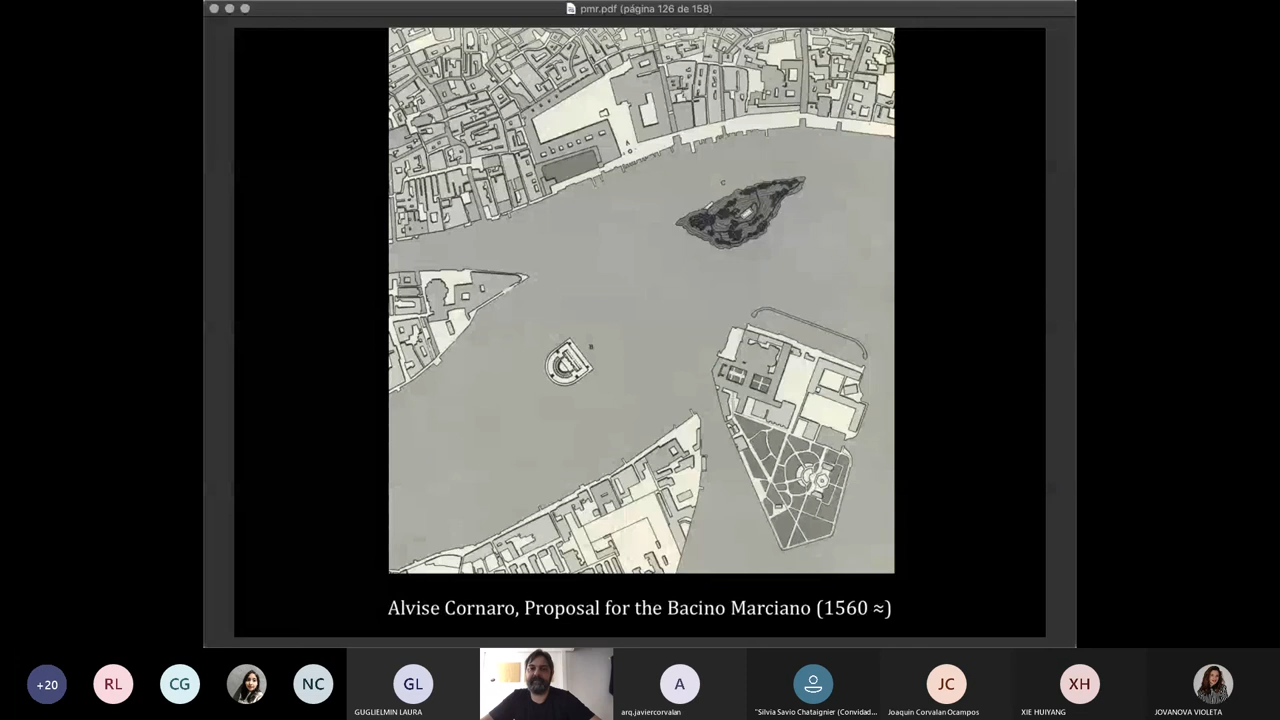 pmr.pdf (página 126 de 158)
A
C
B
Alvise Cornaro, Proposal for the Bacino Marciano (1560 ≈)
+20
RL
CG
NC
GL
A
JC
XH
GUGLIELMIN LAURA
arq.javiercorvalan
"Silvia Savio Chataignier (Convidad...
Joaquin Corvalan Ocampos
XIE HUIYANG
JOVANOVA VIOLETA